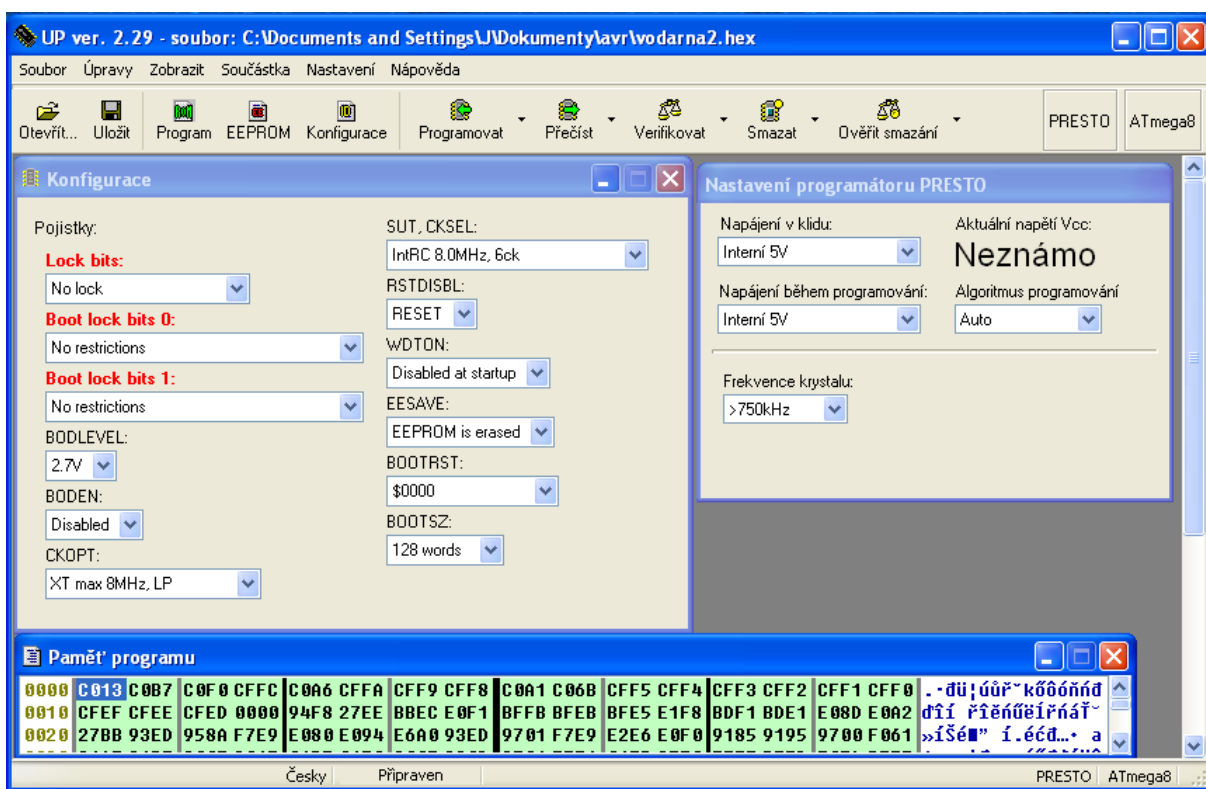 UP ver. 2.29 - soubor: C:\Documents and Settings\J\Dokumenty\avr\vodarna2.hex
Soubor Úpravy Zobrazit Součástka Nastavení Nápověda
Otevřít... Uložit Program EEPROM Konfigurace Programovat Přečíst Verifikovat Smazat Ověřit smazání PRESTO ATmega8
Konfigurace
Pojistky:
Lock bits:
No lock
Boot lock bits 0:
No restrictions
Boot lock bits 1:
No restrictions
BODLEVEL:
2.7V
BODEN:
Disabled
CKOPT:
XT max 8MHz, LP
SUT, CKSEL:
IntRC 8.0MHz, 6ck
RSTDISBL:
RESET
WDTON:
Disabled at startup
EESAVE:
EEPROM is erased
BOOTRST:
$0000
BOOTSZ:
128 words
Nastavení programátoru PRESTO
Napájení v klidu:
Interní 5V
Napájení během programování:
Interní 5V
Aktuální napětí Vcc:
Neznámo
Algoritmus programování
Auto
Frekvence krystalu:
>750kHz
Paměť programu
0000 C013 C0B7 C0F0 CFFC C0A6 CFFA CFF9 CFF8 C0A1 C06B CFF5 CFF4 CFF3 CFF2 CFF1 CFF0
0010 CFEF CFEE CFED 0000 94F8 27EE BBEC E0F1 BFFB BFEB BFE5 E1F8 BDF1 BDE1 E08D E0A2
0020 27BB 93ED 958A F7E9 E080 E094 E6A0 93ED 9701 F7E9 E2E6 E0F0 9185 9195 9700 F061
Česky Připraven PRESTO ATmega8